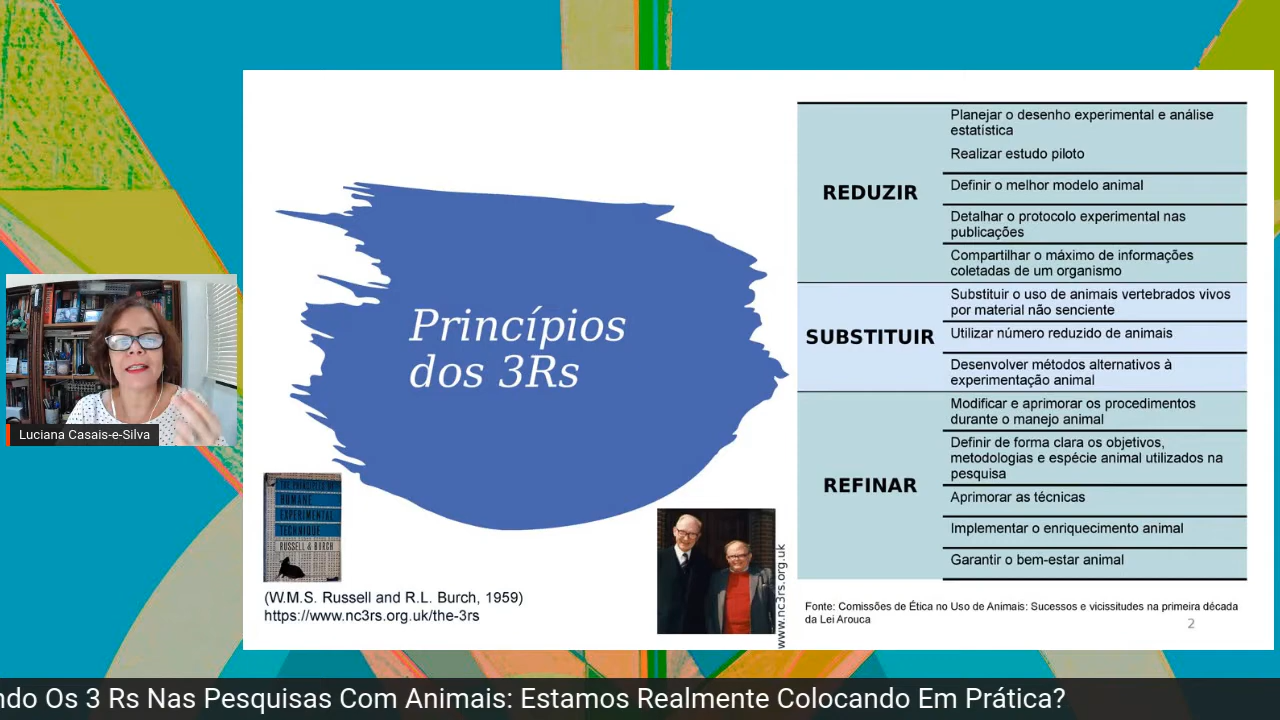 Princípios
dos 3Rs
THE PRINCIPLES OF
HUMANE
EXPERIMENTAL
TECHNIQUE
RUSSELL & BURCH
(W.M.S. Russell and R.L. Burch, 1959)
https://www.nc3rs.org.uk/the-3rs
www.nc3rs.org.uk
REDUZIR
Planejar o desenho experimental e análise
estatística
Realizar estudo piloto
Definir o melhor modelo animal
Detalhar o protocolo experimental nas
publicações
Compartilhar o máximo de informações
coletadas de um organismo
SUBSTITUIR
Substituir o uso de animais vertebrados vivos
por material não senciente
Utilizar número reduzido de animais
Desenvolver métodos alternativos à
experimentação animal
REFINAR
Modificar e aprimorar os procedimentos
durante o manejo animal
Definir de forma clara os objetivos,
metodologias e espécie animal utilizados na
pesquisa
Aprimorar as técnicas
Implementar o enriquecimento animal
Garantir o bem-estar animal
Fonte: Comissões de Ética no Uso de Animais: Sucessos e vicissitudes na primeira década
da Lei Arouca
2
Luciana Casais-e-Silva
ndo Os 3 Rs Nas Pesquisas Com Animais: Estamos Realmente Colocando Em Prática?